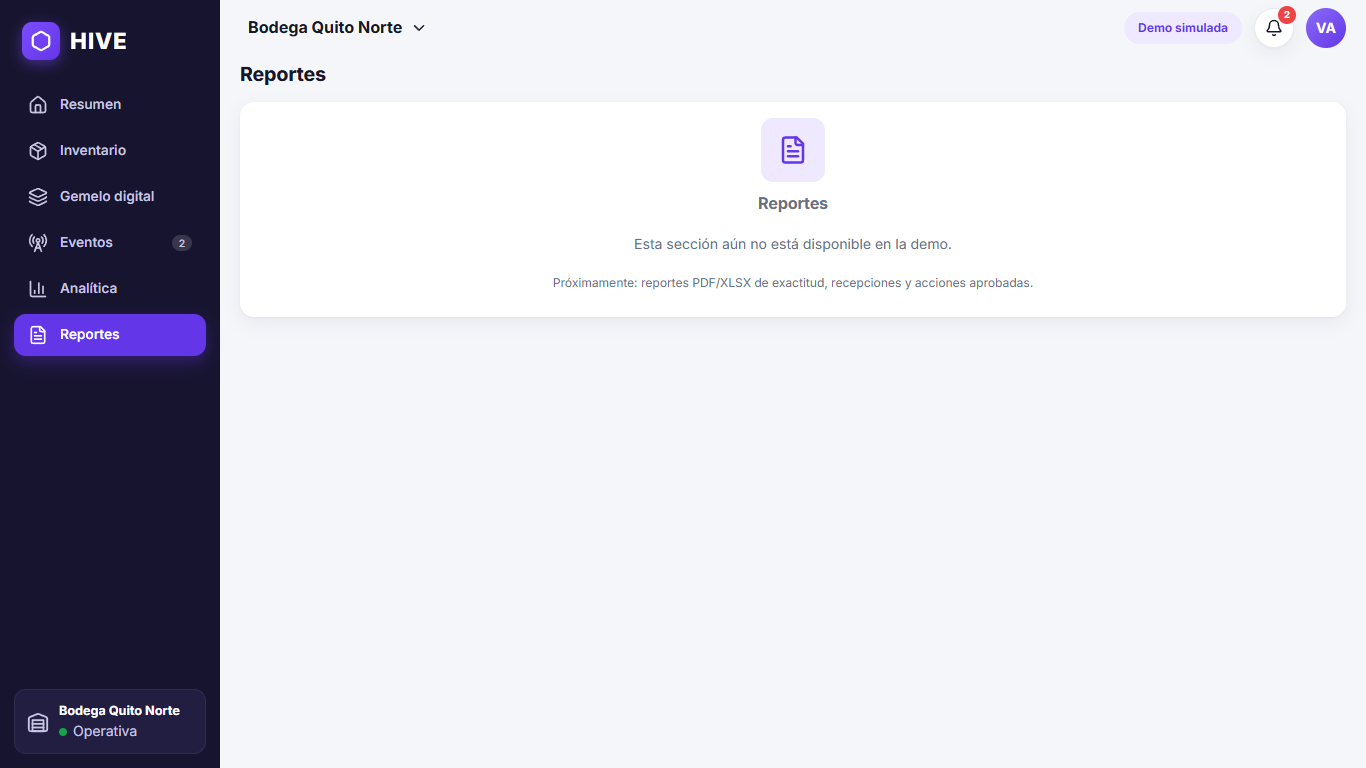 HIVE
Resumen
Inventario
Gemelo digital
Eventos
2
Analítica
Reportes
Bodega Quito Norte
Operativa
Bodega Quito Norte
Demo simulada
2
VA
Reportes
Reportes
Esta sección aún no está disponible en la demo.
Próximamente: reportes PDF/XLSX de exactitud, recepciones y acciones aprobadas.